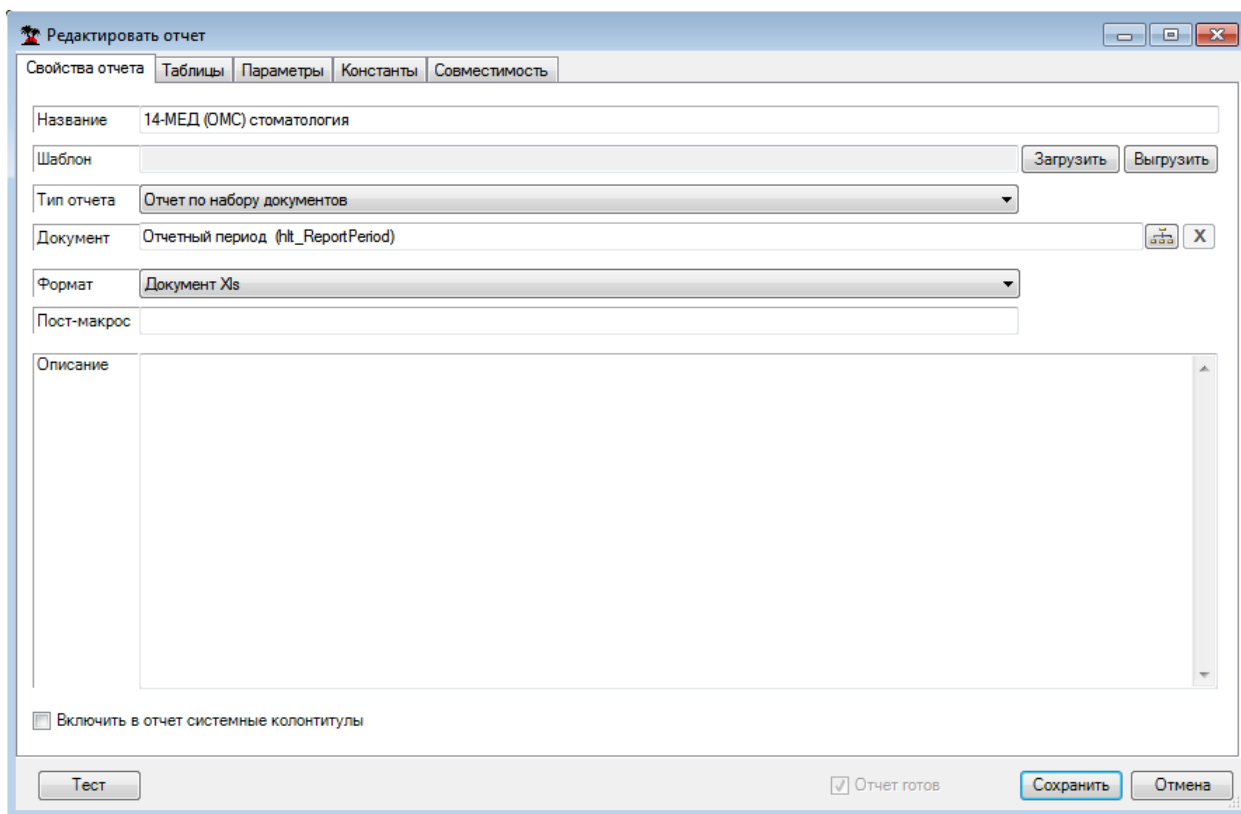 Редактировать отчет
Свойства отчета Таблицы Параметры Константы Совместимость
Название 14-МЕД (ОМС) стоматология
Шаблон Загрузить Выгрузить
Тип отчета Отчет по набору документов
Документ Отчетный период (hlt_ReportPeriod) X
Формат Документ Xls
Пост-макрос
Описание
Включить в отчет системные колонтитулы
Тест Отчет готов Сохранить Отмена